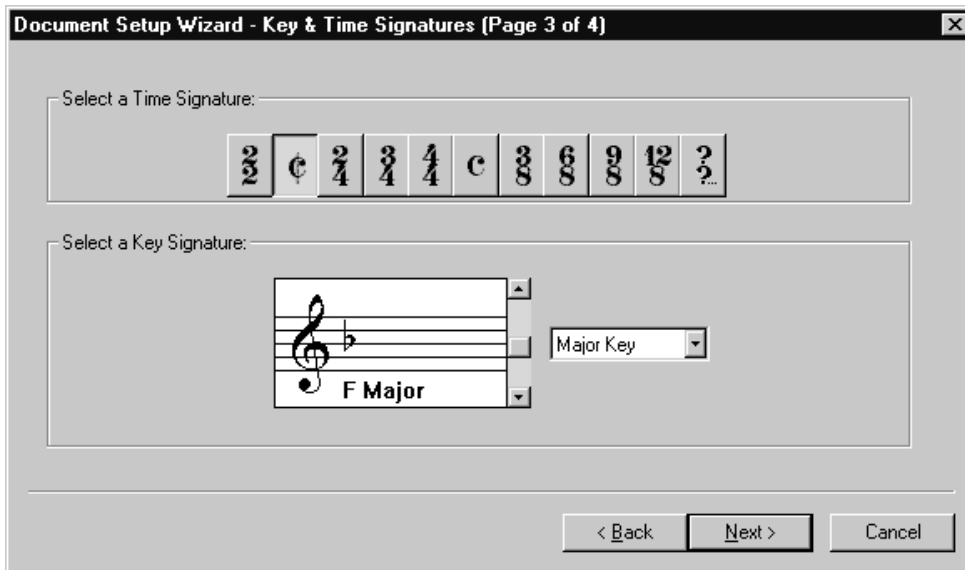 Document Setup Wizard - Key & Time Signatures (Page 3 of 4)
Select a Time Signature:
2/2 ¢ 2/4 3/4 4/4 c 3/8 6/8 9/8 12/8 ?/?...
Select a Key Signature:
F Major
Major Key
< Back Next > Cancel